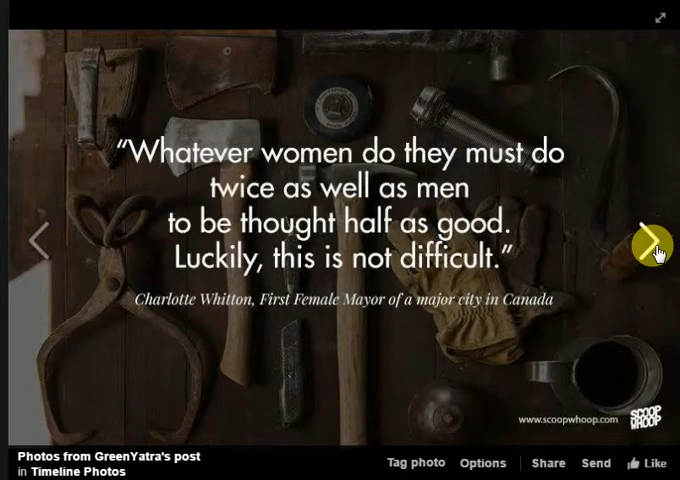 “Whatever women do they must do
twice as well as men
to be thought half as good.
Luckily, this is not difficult.”
Charlotte Whitton, First Female Mayor of a major city in Canada
www.scoopwhoop.com
SCOOP
WHOOP
Photos from GreenYatra's post
in Timeline Photos
Tag photo Options Share Send Like